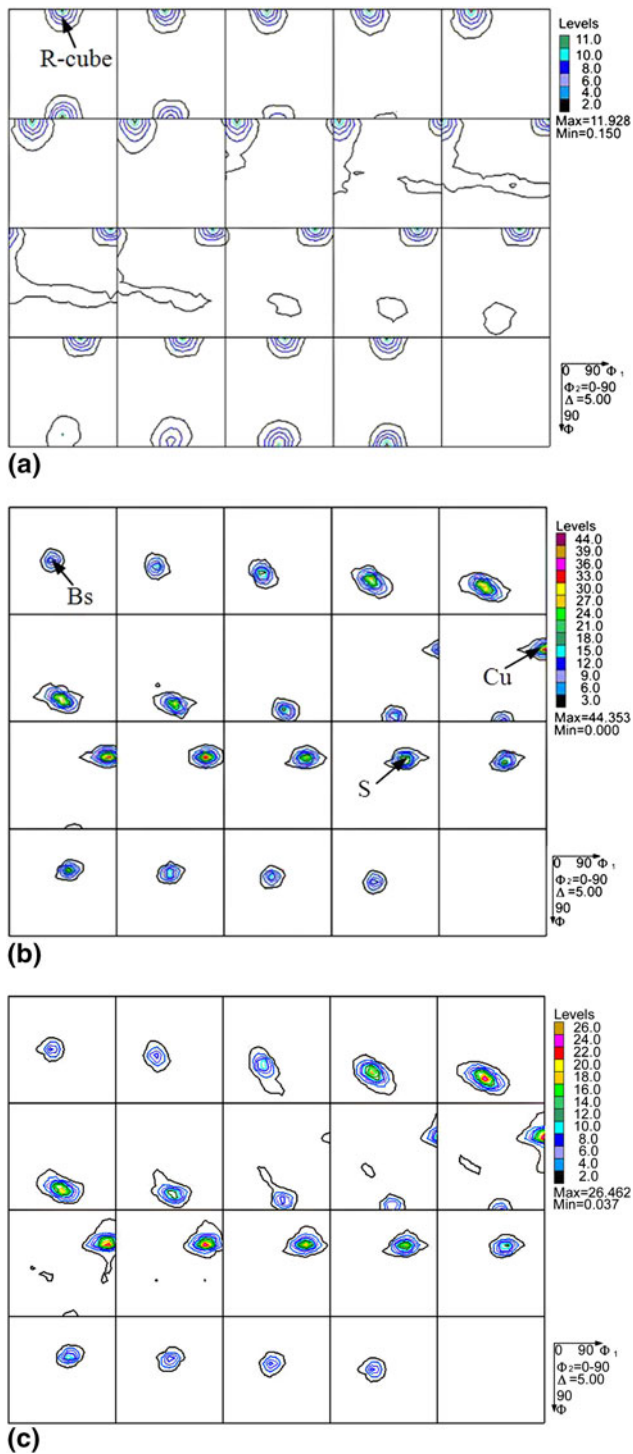 R-cube
Levels
11.0
10.0
8.0
6.0
4.0
2.0
Max=11.928
Min=0.150
0 90 Φ 1
Φ2=0-90
Δ =5.00
90
Φ
(a)
Bs
Cu
S
Levels
44.0
39.0
36.0
33.0
30.0
27.0
24.0
21.0
18.0
15.0
12.0
9.0
6.0
3.0
Max=44.353
Min=0.000
0 90 Φ 1
Φ2=0-90
Δ =5.00
90
Φ
(b)
Levels
26.0
24.0
22.0
20.0
18.0
16.0
14.0
12.0
10.0
8.0
6.0
4.0
2.0
Max=26.462
Min=0.037
0 90 Φ 1
Φ2=0-90
Δ =5.00
90
Φ
(c)